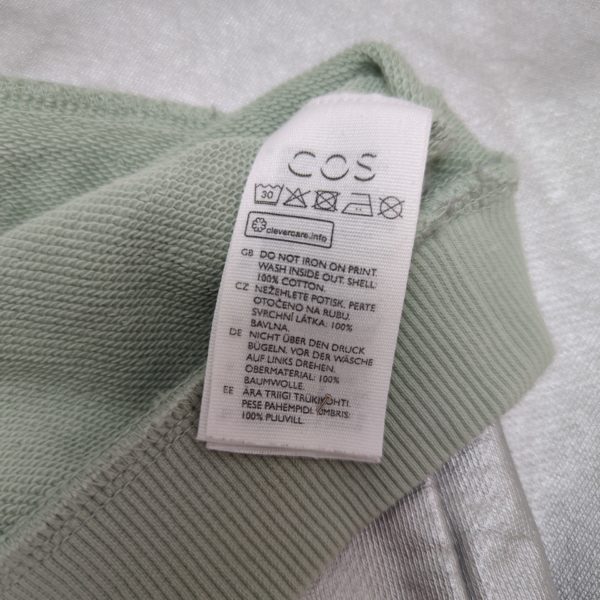 COS
30
clevercare.info
GB DO NOT IRON ON PRINT.
WASH INSIDE OUT. SHELL:
100% COTTON.
CZ NEŽEHLETE POTISK. PERTE
OTOČENO NA RUBU.
SVRCHNÍ LÁTKA: 100%
BAVLNA.
DE NICHT ÜBER DEN DRUCK
BÜGELN. VOR DER WÄSCHE
AUF LINKS DREHEN.
OBERMATERIAL: 100%
BAUMWOLLE.
EE ÄRA TRIIGI TRÜKIKOHTI.
PESE PAHEMPIDI. ÜMBRIS:
100% PUUVILL.